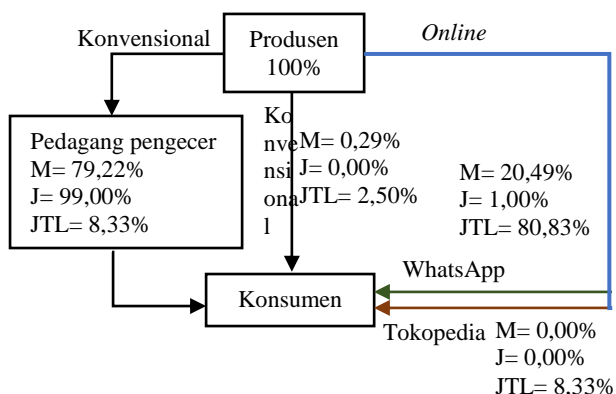 Konvensional
Produsen
100%
Online
Pedagang pengecer
M= 79,22%
J= 99,00%
JTL= 8,33%
Ko
nve
nsi
ona
l
M= 0,29%
J= 0,00%
JTL= 2,50%
M= 20,49%
J= 1,00%
JTL= 80,83%
WhatsApp
Konsumen
Tokopedia
M= 0,00%
J= 0,00%
JTL= 8,33%